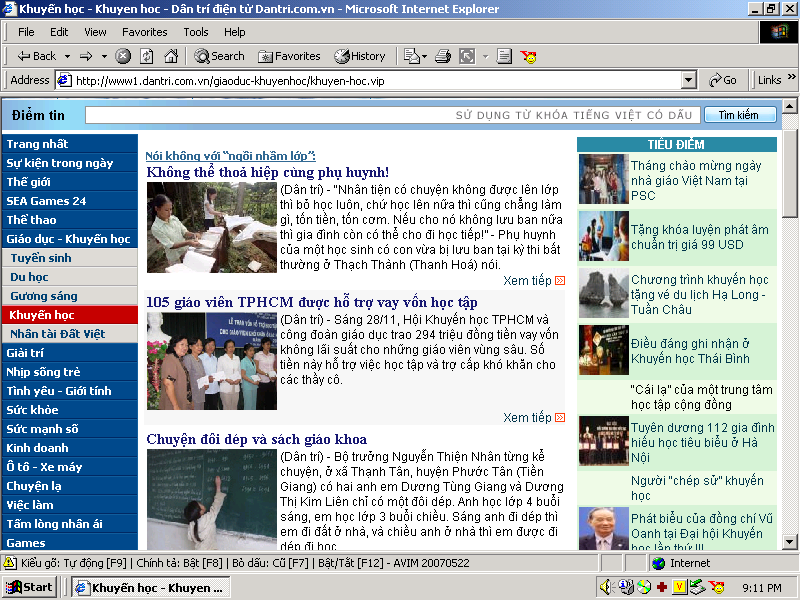 Khuyến học - Khuyen hoc - Dân trí điện tử Dantri.com.vn - Microsoft Internet Explorer
File Edit View Favorites Tools Help
Back Search Favorites History
Address http://www1.dantri.com.vn/giaoduc-khuyenhoc/khuyen-hoc.vip Go Links »
Điểm tin SỬ DỤNG TỪ KHÓA TIẾNG VIỆT CÓ DẤU Tìm kiếm
Trang nhất
Sự kiện trong ngày
Thế giới
SEA Games 24
Thể thao
Giáo dục - Khuyến học
Tuyển sinh
Du học
Gương sáng
Khuyến học
Nhân tài Đất Việt
Giải trí
Nhịp sống trẻ
Tình yêu - Giới tính
Sức khỏe
Sức mạnh số
Kinh doanh
Ô tô - Xe máy
Chuyện lạ
Việc làm
Tấm lòng nhân ái
Games
Nói không với “ngồi nhầm lớp”:
Không thể thoả hiệp cùng phụ huynh!
(Dân trí) - “Nhân tiện có chuyện không được lên lớp
thì bỏ học luôn, chứ học lên nữa thì cũng chẳng làm
gì, tốn tiền, tốn cơm. Nếu cho nó không lưu ban nữa
thì gia đình còn có thể cho đi học tiếp!” - Phụ huynh
của một học sinh có con vừa bị lưu ban tại kỳ thi bất
thường ở Thạch Thành (Thanh Hoá) nói.
Xem tiếp
105 giáo viên TPHCM được hỗ trợ vay vốn học tập
(Dân trí) - Sáng 28/11, Hội Khuyến học TPHCM và
công đoàn giáo dục trao 294 triệu đồng tiền vay vốn
không lãi suất cho những giáo viên vùng sâu. Số
tiền này hỗ trợ việc học tập và trợ cấp khó khăn cho
các thầy cô.
Xem tiếp
Chuyện đôi dép và sách giáo khoa
(Dân trí) - Bộ trưởng Nguyễn Thiện Nhân từng kể
chuyện, ở xã Thạnh Tân, huyện Phước Tân (Tiền
Giang) có hai anh em Dương Tùng Giang và Dương
Thị Kim Liên chỉ có một đôi dép. Anh học lớp 4 buổi
sáng, em học lớp 3 buổi chiều. Sáng anh đi dép thì
em đi đất ở nhà, và chiều anh ở nhà thì em được đi
dép đi học.
TIÊU ĐIỂM
Tháng chào mừng ngày
nhà giáo Việt Nam tại
PSC
Tặng khóa luyện phát âm
chuẩn trị giá 99 USD
Chương trình khuyến học
tặng vé du lịch Hạ Long -
Tuần Châu
Điều đáng ghi nhận ở
Khuyến học Thái Bình
“Cái lạ” của một trung tâm
học tập cộng đồng
Tuyên dương 112 gia đình
hiếu học tiêu biểu ở Hà
Nội
Người “chép sử” khuyến
học
Phát biểu của đồng chí Vũ
Oanh tại Đại hội Khuyến
học lần thứ III
Kiểu gõ: Tự động [F9] | Chính tả: Bật [F8] | Bỏ dấu: Cũ [F7] | Bật/Tắt [F12] - AVIM 20070522 Internet
Start Khuyến học - Khuyen ... 9:11 PM